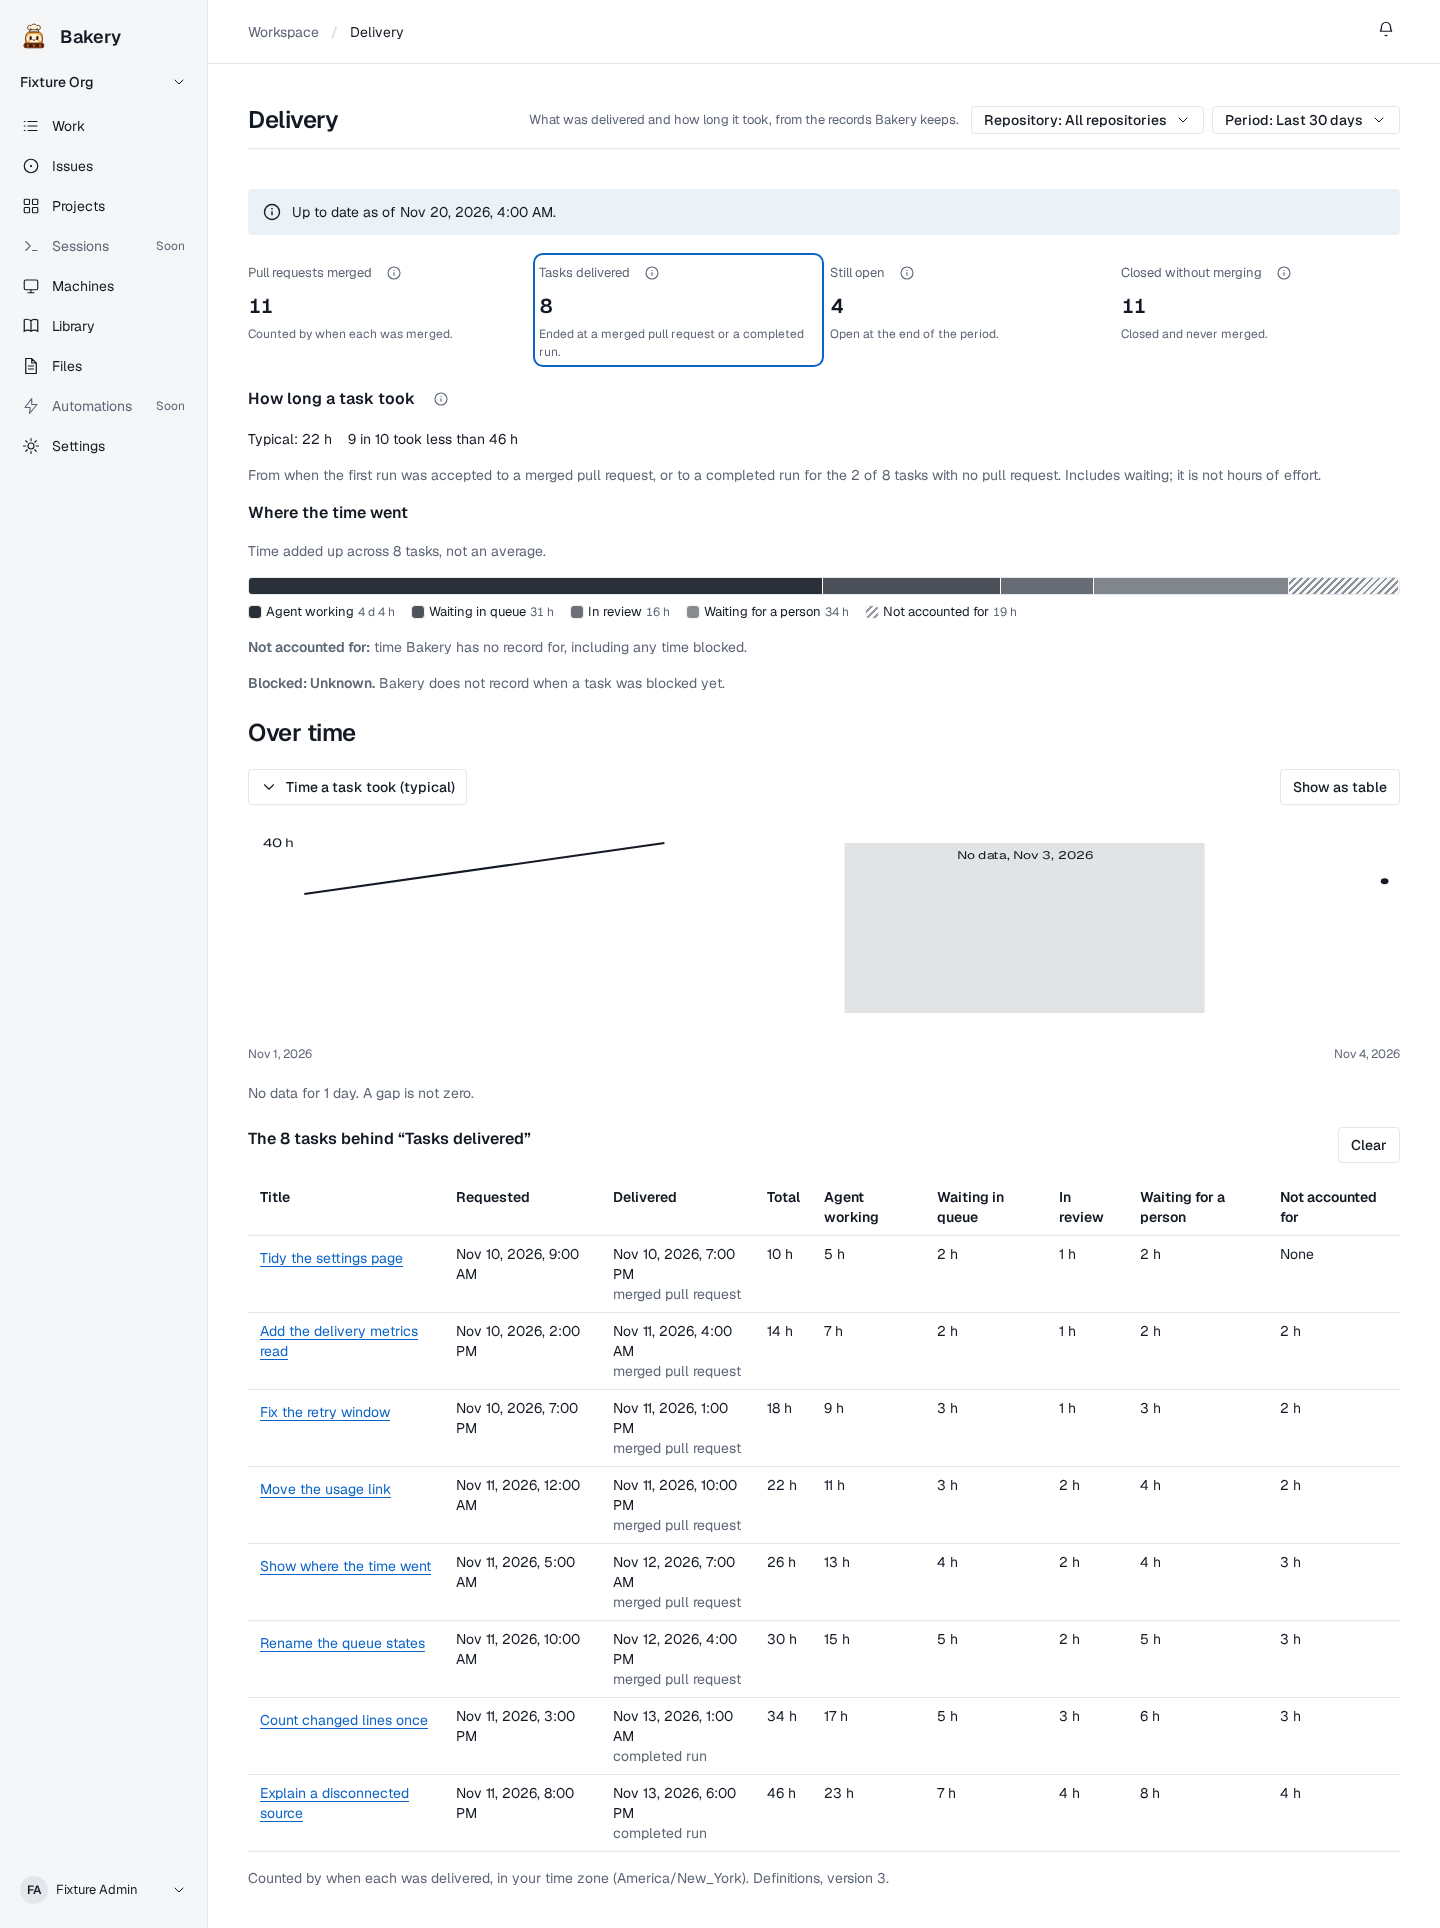 Bakery
Fixture Org
Work
Issues
Projects
Sessions Soon
Machines
Library
Files
Automations Soon
Settings
FA Fixture Admin
Workspace / Delivery
Delivery
What was delivered and how long it took, from the records Bakery keeps.
Repository: All repositories
Period: Last 30 days
Up to date as of Nov 20, 2026, 4:00 AM.
Pull requests merged
11
Counted by when each was merged.
Tasks delivered
8
Ended at a merged pull request or a completed
run.
Still open
4
Open at the end of the period.
Closed without merging
11
Closed and never merged.
How long a task took
Typical: 22 h 9 in 10 took less than 46 h
From when the first run was accepted to a merged pull request, or to a completed run for the 2 of 8 tasks with no pull request. Includes waiting; it is not hours of effort.
Where the time went
Time added up across 8 tasks, not an average.
Agent working 4 d 4 h Waiting in queue 31 h In review 16 h Waiting for a person 34 h Not accounted for 19 h
Not accounted for: time Bakery has no record for, including any time blocked.
Blocked: Unknown. Bakery does not record when a task was blocked yet.
Over time
Time a task took (typical)
Show as table
40 h
No data, Nov 3, 2026
Nov 1, 2026 Nov 4, 2026
No data for 1 day. A gap is not zero.
The 8 tasks behind “Tasks delivered”
Clear
Title Requested Delivered Total Agent Waiting in In Waiting for a Not accounted
working queue review person for
Tidy the settings page Nov 10, 2026, 9:00 Nov 10, 2026, 7:00 10 h 5 h 2 h 1 h 2 h None
AM PM
merged pull request
Add the delivery metrics Nov 10, 2026, 2:00 Nov 11, 2026, 4:00 14 h 7 h 2 h 1 h 2 h 2 h
read PM AM
merged pull request
Fix the retry window Nov 10, 2026, 7:00 Nov 11, 2026, 1:00 18 h 9 h 3 h 1 h 3 h 2 h
PM PM
merged pull request
Move the usage link Nov 11, 2026, 12:00 Nov 11, 2026, 10:00 22 h 11 h 3 h 2 h 4 h 2 h
AM PM
merged pull request
Show where the time went Nov 11, 2026, 5:00 Nov 12, 2026, 7:00 26 h 13 h 4 h 2 h 4 h 3 h
AM AM
merged pull request
Rename the queue states Nov 11, 2026, 10:00 Nov 12, 2026, 4:00 30 h 15 h 5 h 2 h 5 h 3 h
AM PM
merged pull request
Count changed lines once Nov 11, 2026, 3:00 Nov 13, 2026, 1:00 34 h 17 h 5 h 3 h 6 h 3 h
PM AM
completed run
Explain a disconnected Nov 11, 2026, 8:00 Nov 13, 2026, 6:00 46 h 23 h 7 h 4 h 8 h 4 h
source PM PM
completed run
Counted by when each was delivered, in your time zone (America/New_York). Definitions, version 3.